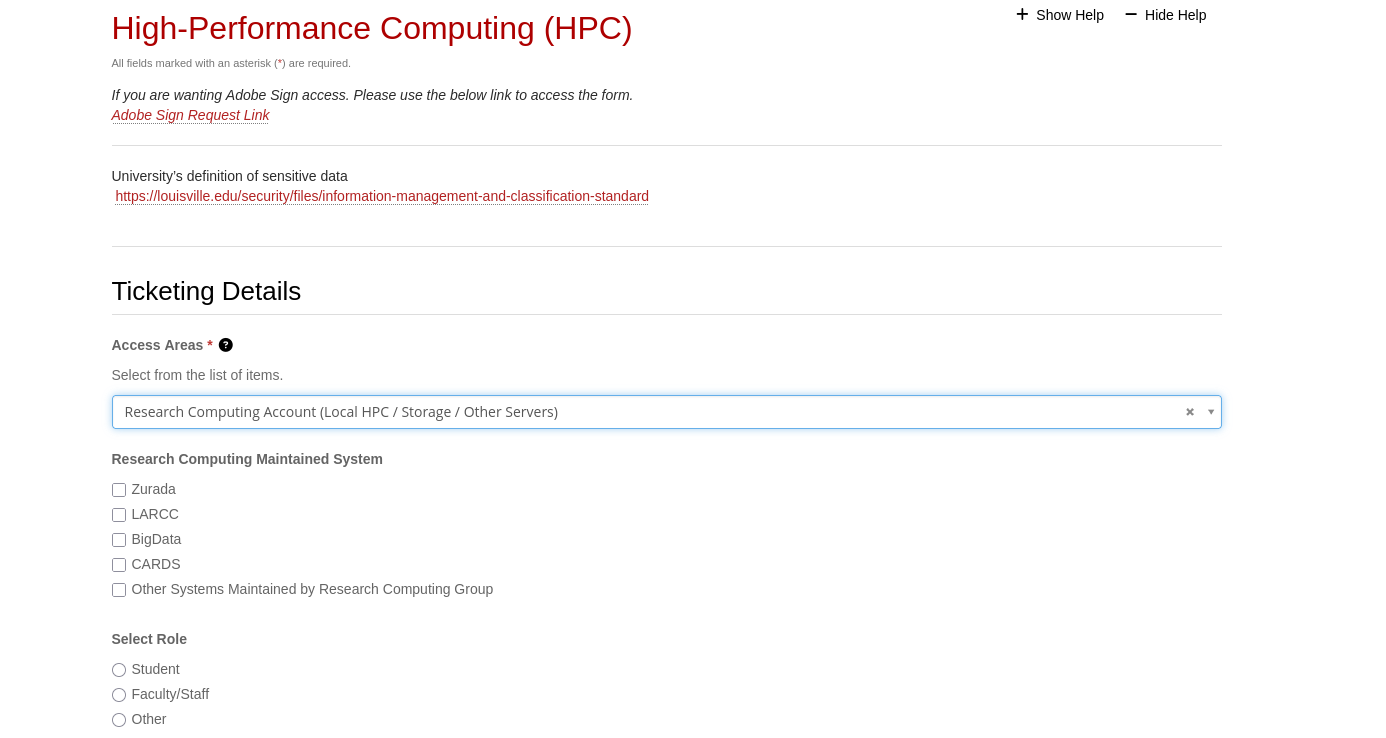 High-Performance Computing (HPC)
+ Show Help − Hide Help
All fields marked with an asterisk (*) are required.
If you are wanting Adobe Sign access. Please use the below link to access the form.
Adobe Sign Request Link
University’s definition of sensitive data
https://louisville.edu/security/files/information-management-and-classification-standard
Ticketing Details
Access Areas * ?
Select from the list of items.
Research Computing Account (Local HPC / Storage / Other Servers)
Research Computing Maintained System
Zurada
LARCC
BigData
CARDS
Other Systems Maintained by Research Computing Group
Select Role
Student
Faculty/Staff
Other